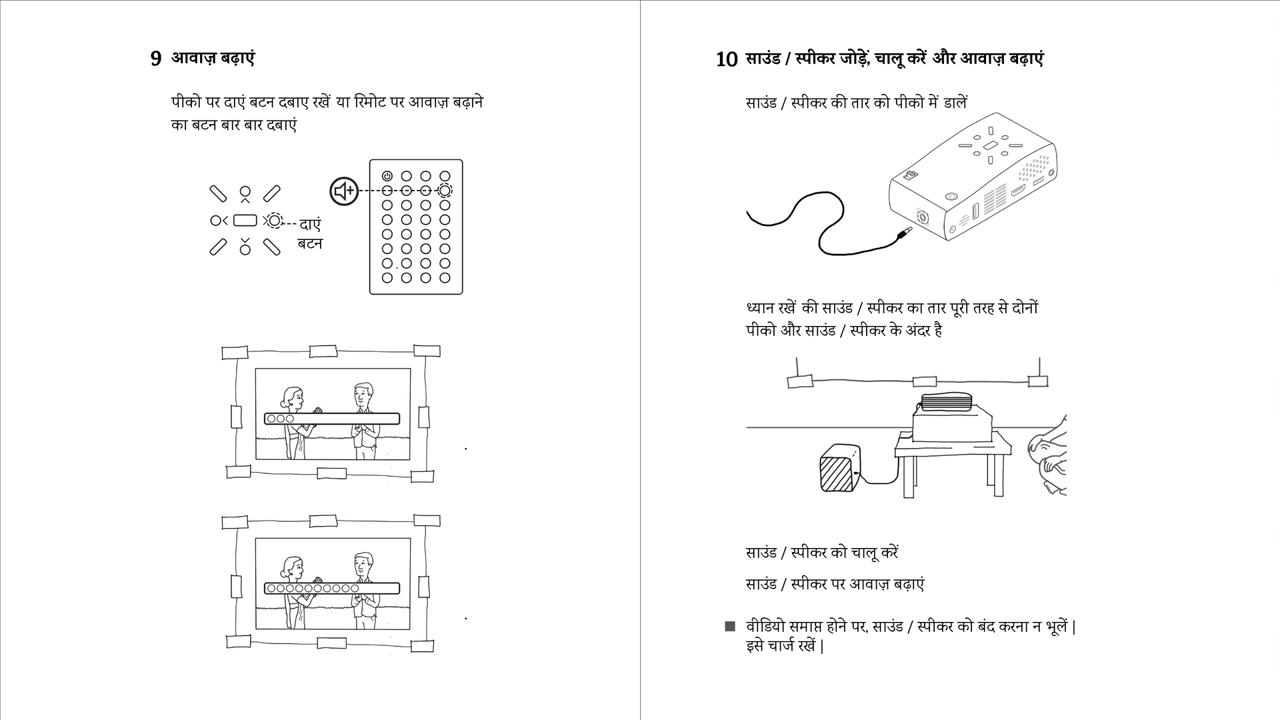 9 आवाज़ बढ़ाएं
पीको पर दाएं बटन दबाए रखें या रिमोट पर आवाज़ बढ़ाने
का बटन बार बार दबाएं
दाएं
बटन
10 साउंड / स्पीकर जोड़ें, चालू करें और आवाज़ बढ़ाएं
साउंड / स्पीकर की तार को पीको में डालें
ध्यान रखें की साउंड / स्पीकर का तार पूरी तरह से दोनों
पीको और साउंड / स्पीकर के अंदर है
साउंड / स्पीकर को चालू करें
साउंड / स्पीकर पर आवाज़ बढ़ाएं
वीडियो समाप्त होने पर, साउंड / स्पीकर को बंद करना न भूलें |
इसे चार्ज रखें |